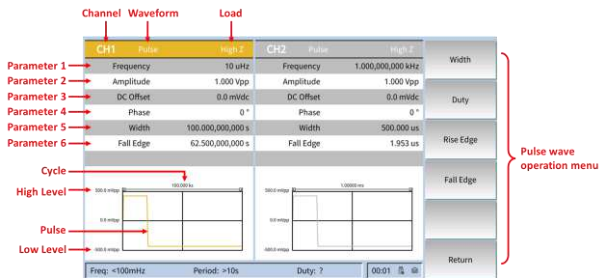 Channel Waveform Load
CH1 Pulse High Z CH2 Pulse High Z
Parameter 1 Frequency 10 uHz Frequency 1.000,000,000 kHz
Parameter 2 Amplitude 1.000 Vpp Amplitude 1.000 Vpp
Parameter 3 DC Offset 0.0 mVdc DC Offset 0.0 mVdc
Parameter 4 Phase 0 ° Phase 0 °
Parameter 5 Width 100.000,000,000 s Width 500.000 us
Parameter 6 Fall Edge 62.500,000,000 s Fall Edge 1.953 us
Width
Duty
Rise Edge
Fall Edge
Return
Pulse wave
operation menu
Cycle
High Level
Pulse
Low Level
500.0 mVpp 100.000 ks
0.0 mVpp
-500.0 mVpp
500.0 mVpp 1.00000 ms
0.0 mVpp
-500.0 mVpp
Freq: <100mHz Period: >10s Duty: ? 00:01